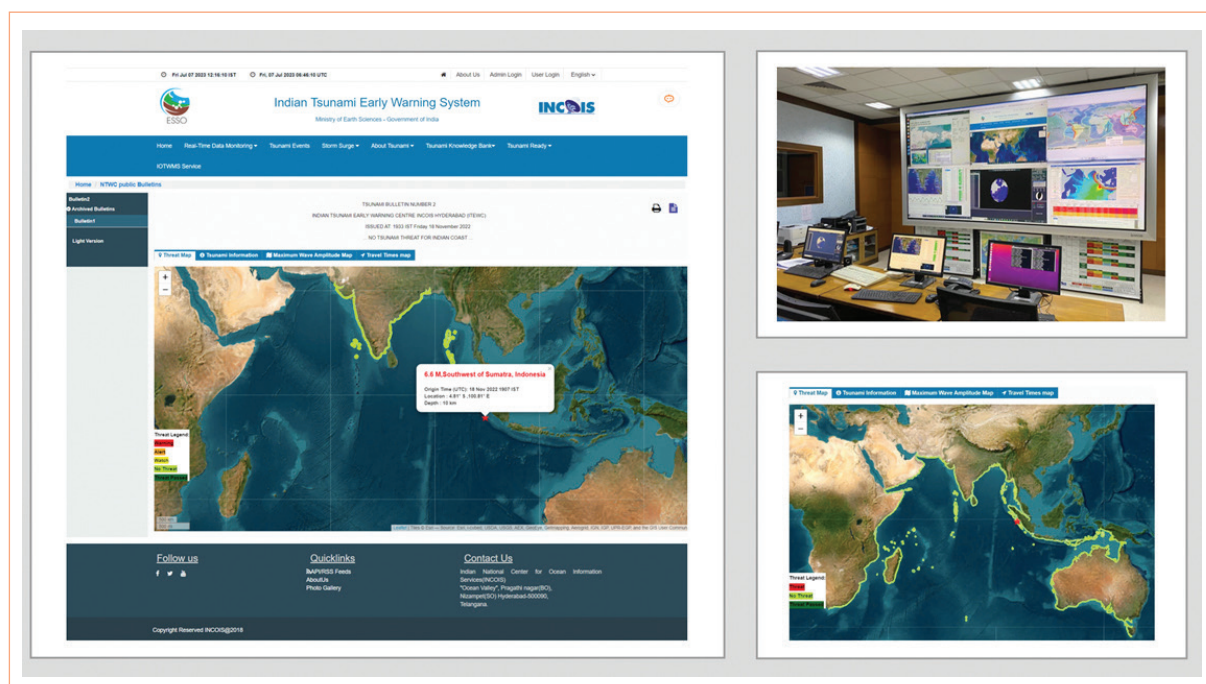 Fri Jul 07 2023 12:16:10 IST Fri, 07 Jul 2023 06:46:10 UTC About Us Admin Login User Login English
ESSO
Indian Tsunami Early Warning System
Ministry of Earth Sciences - Government of India
INCOIS
Home Real-Time Data Monitoring Tsunami Events Storm Surge About Tsunami Tsunami Knowledge Bank Tsunami Ready
IOTWMS Service
Home / NTWC public Bulletins
Bulletin2
Archived Bulletins
Bulletin1
Light Version
TSUNAMI BULLETIN NUMBER 2
INDIAN TSUNAMI EARLY WARNING CENTRE INCOIS HYDERABAD (ITEWC)
ISSUED AT: 1933 IST Friday 18 November 2022
... NO TSUNAMI THREAT FOR INDIAN COAST ...
Threat Map Tsunami Information Maximum Wave Amplitude Map Travel Times map
+
−
6.6 M,Southwest of Sumatra, Indonesia
Origin Time (UTC): 18 Nov 2022 1907 IST
Location : 4.81° S ,100.81° E
Depth : 10 km
Threat Legend:
Warning
Alert
Watch
No Threat
Threat Passed
Follow us
Quicklinks
API/RSS Feeds
AboutUs
Photo Gallery
Contact Us
Indian National Center for Ocean Information
Services(INCOIS)
"Ocean Valley", Pragathi nagar(BO),
Nizampet(SO) Hyderabad-500090,
Telangana.
Copyright Reserved INCOIS@2018
Threat Map Tsunami Information Maximum Wave Amplitude Map Travel Times map
+
−
Threat Legend:
Threat
No Threat
Threat Passed